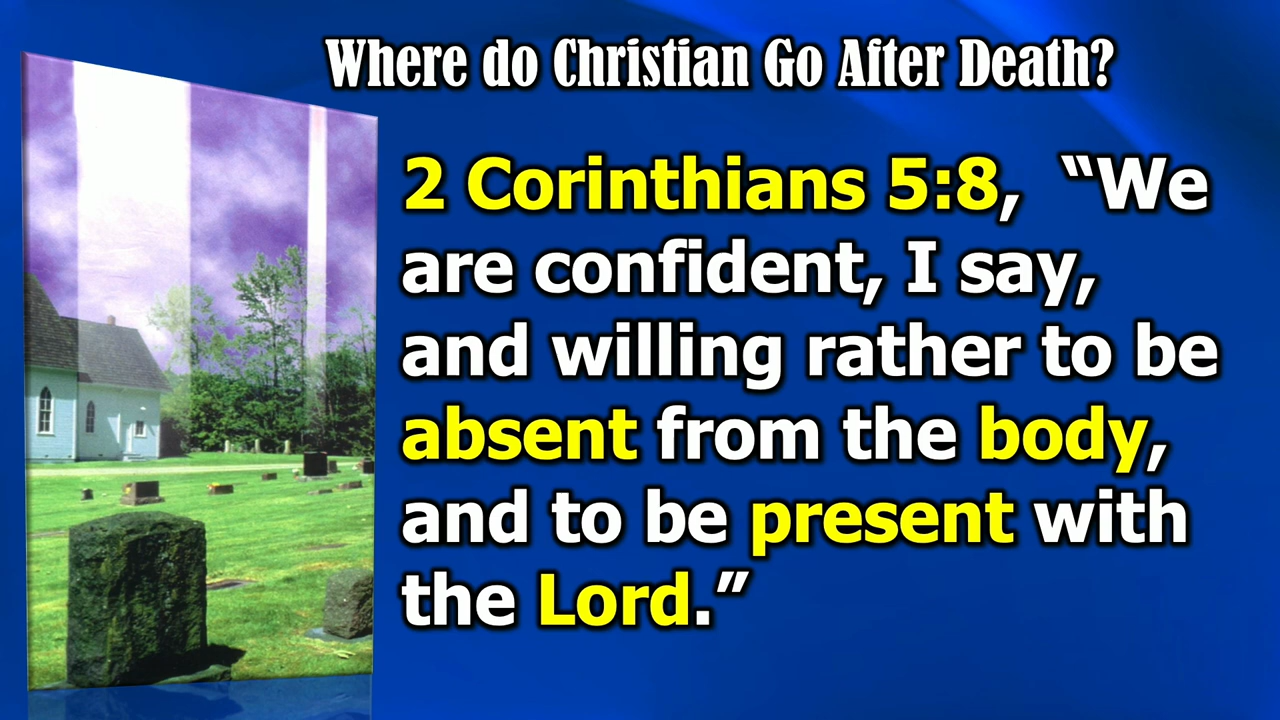 Where do Christian Go After Death?
2 Corinthians 5:8,  “We
are confident, I say,
and willing rather to be
absent from the body,
and to be present with
the Lord.”